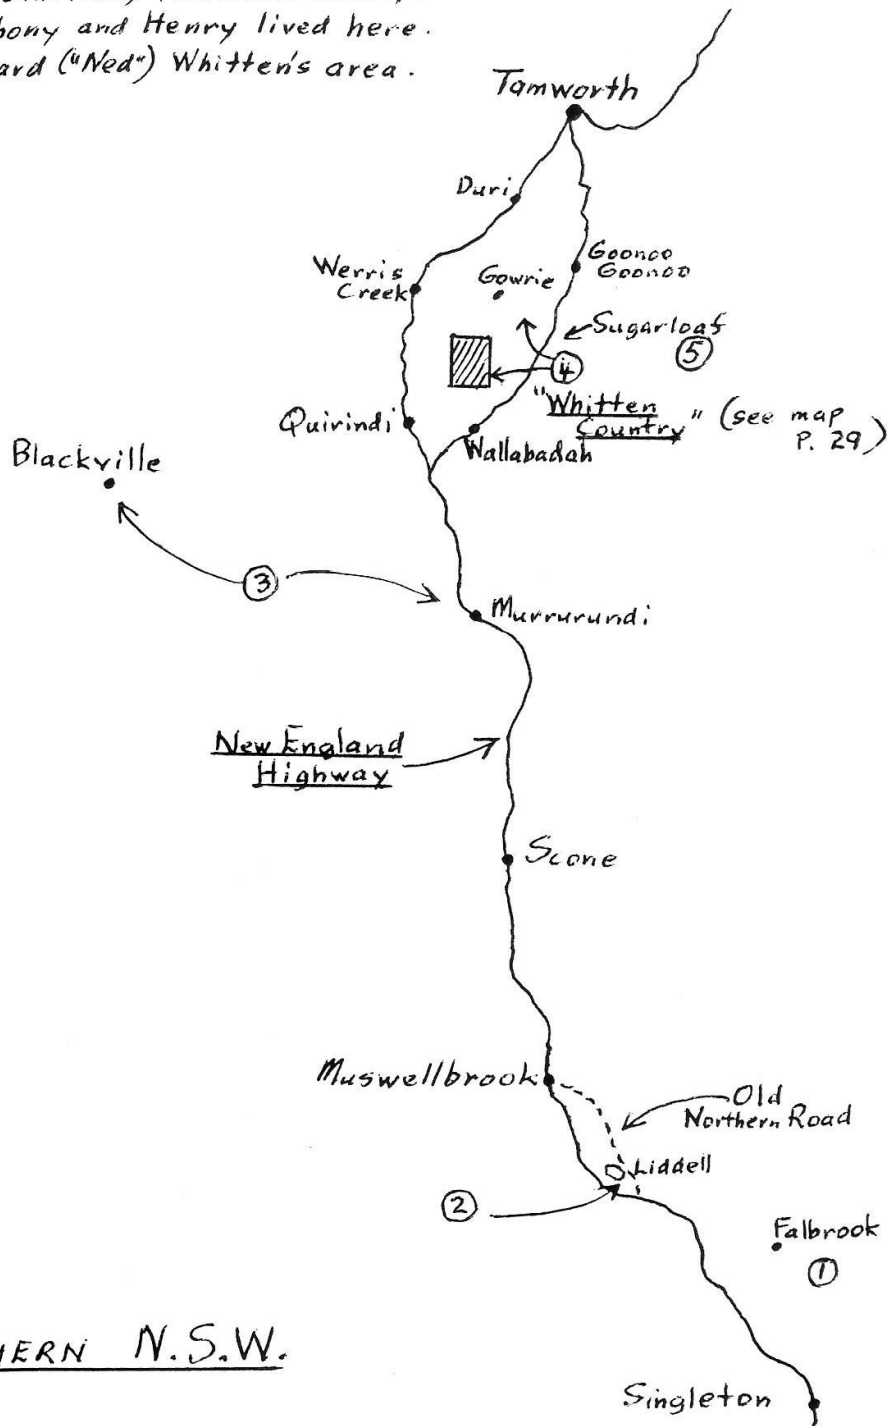 and Henry lived here.
("Ned") Whitten's area.
Tamworth
Duri
Goonoo
Goonoo
Werris
Creek
Gowrie
Sugarloaf
5
4
"Whitten
Country" (see map
P. 29)
Quirindi
Wallabadah
Blackville
3
Murrurundi
New England
Highway
Scone
Muswellbrook
Old
Northern Road
Liddell
2
Falbrook
1
N.S.W.
Singleton